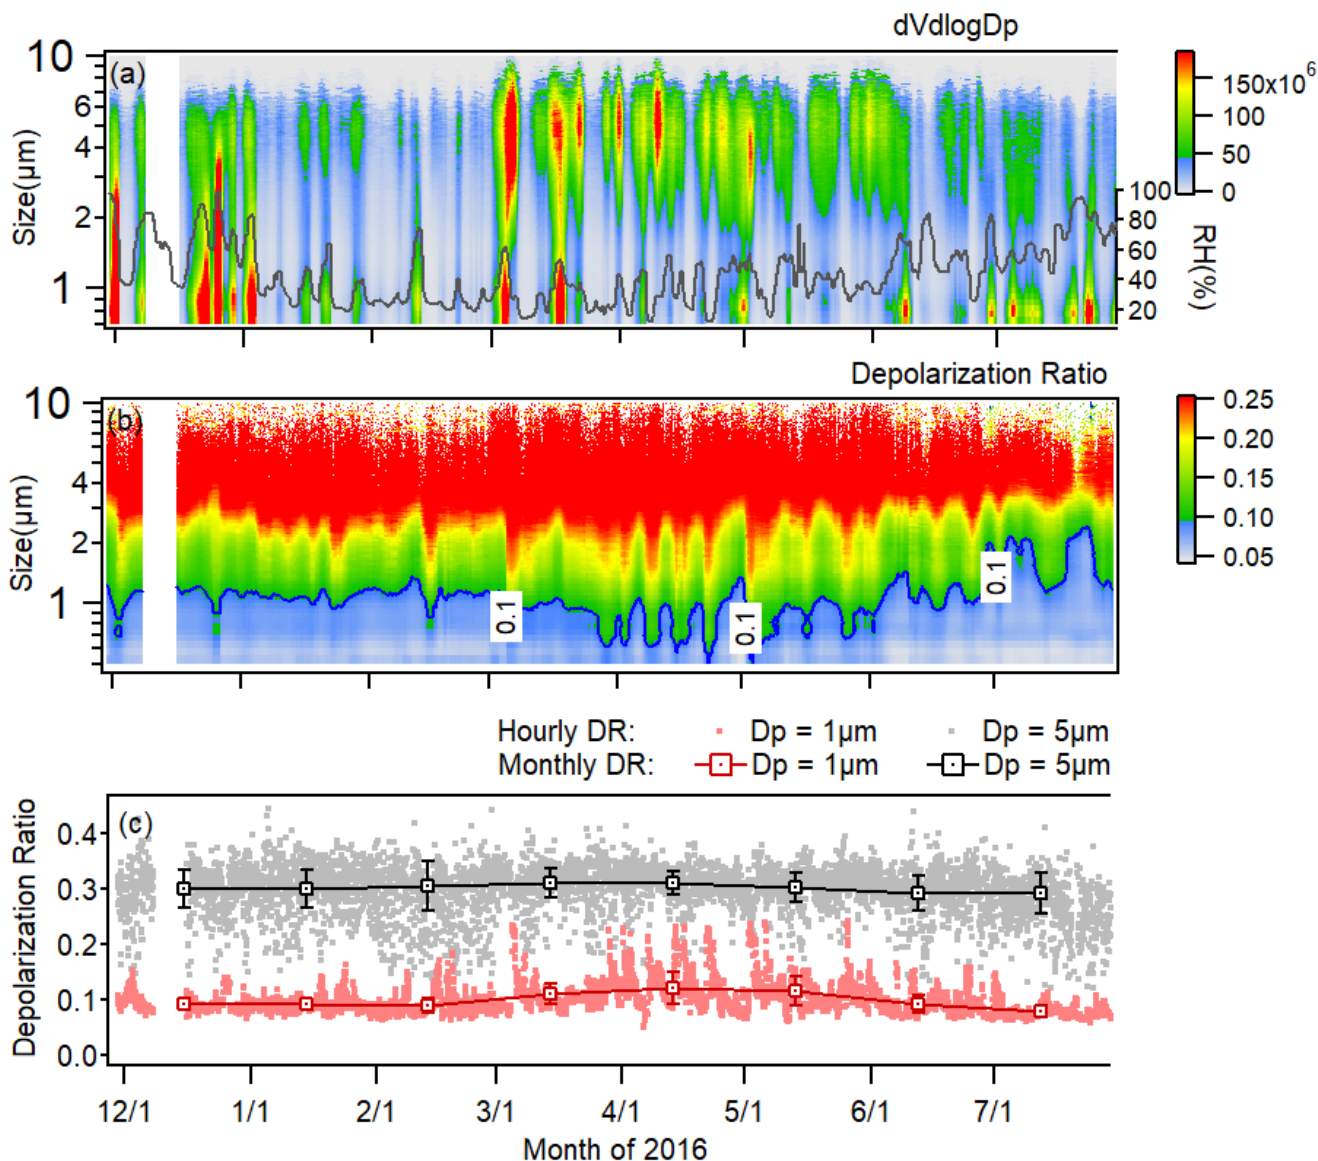 dVdlogDp
10
(a)
6
4
2
1
Size(µm)
150x10⁶
100
50
0
100
80
60
40
20
RH(%)
Depolarization Ratio
10
(b)
4
2
1
Size(µm)
0.1
0.1
0.1
0.25
0.20
0.15
0.10
0.05
Hourly DR: Dp = 1µm Dp = 5µm
Monthly DR: Dp = 1µm Dp = 5µm
(c)
0.4
0.3
0.2
0.1
0.0
Depolarization Ratio
12/1 1/1 2/1 3/1 4/1 5/1 6/1 7/1
Month of 2016